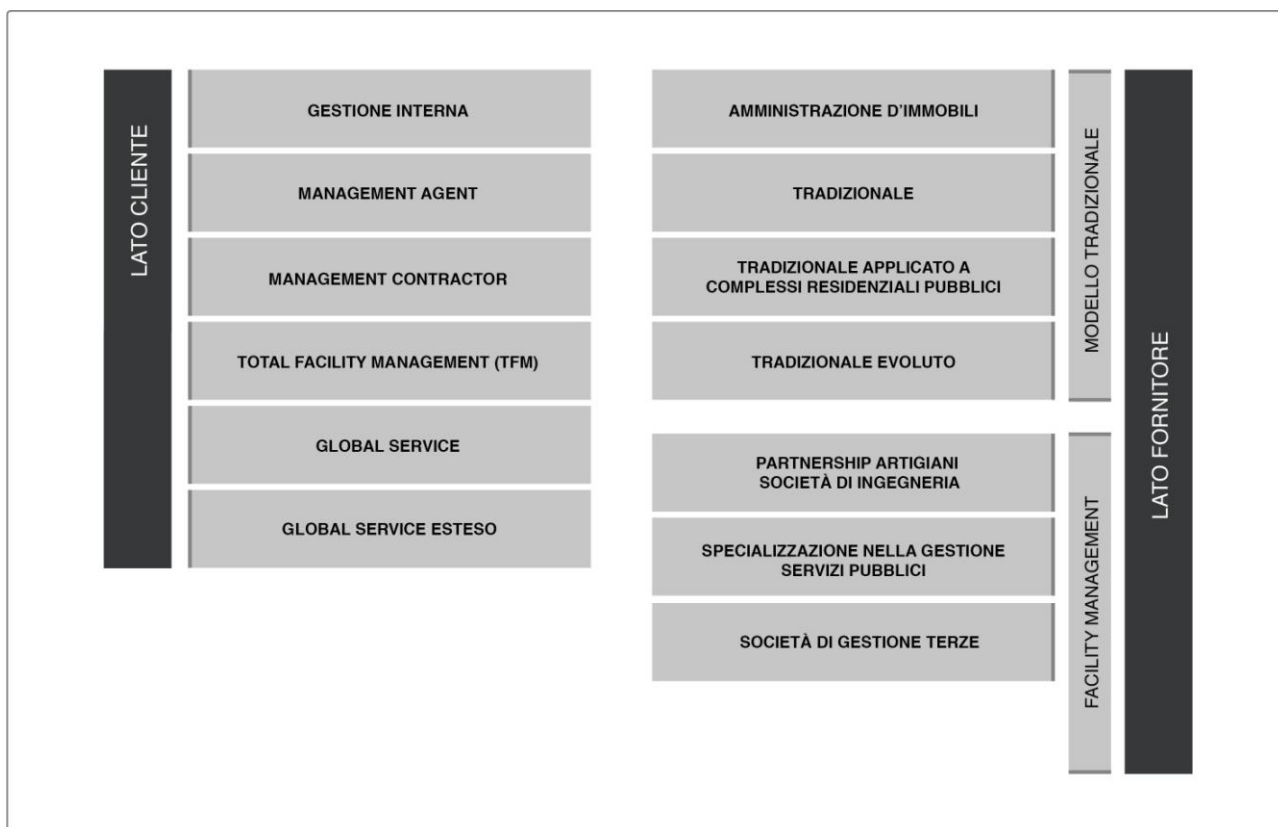 LATO CLIENTE
GESTIONE INTERNA
MANAGEMENT AGENT
MANAGEMENT CONTRACTOR
TOTAL FACILITY MANAGEMENT (TFM)
GLOBAL SERVICE
GLOBAL SERVICE ESTESO
AMMINISTRAZIONE D'IMMOBILI
TRADIZIONALE
TRADIZIONALE APPLICATO A
COMPLESSI RESIDENZIALI PUBBLICI
TRADIZIONALE EVOLUTO
PARTNERSHIP ARTIGIANI
SOCIETÀ DI INGEGNERIA
SPECIALIZZAZIONE NELLA GESTIONE
SERVIZI PUBBLICI
SOCIETÀ DI GESTIONE TERZE
MODELLO TRADIZIONALE
FACILITY MANAGEMENT
LATO FORNITORE